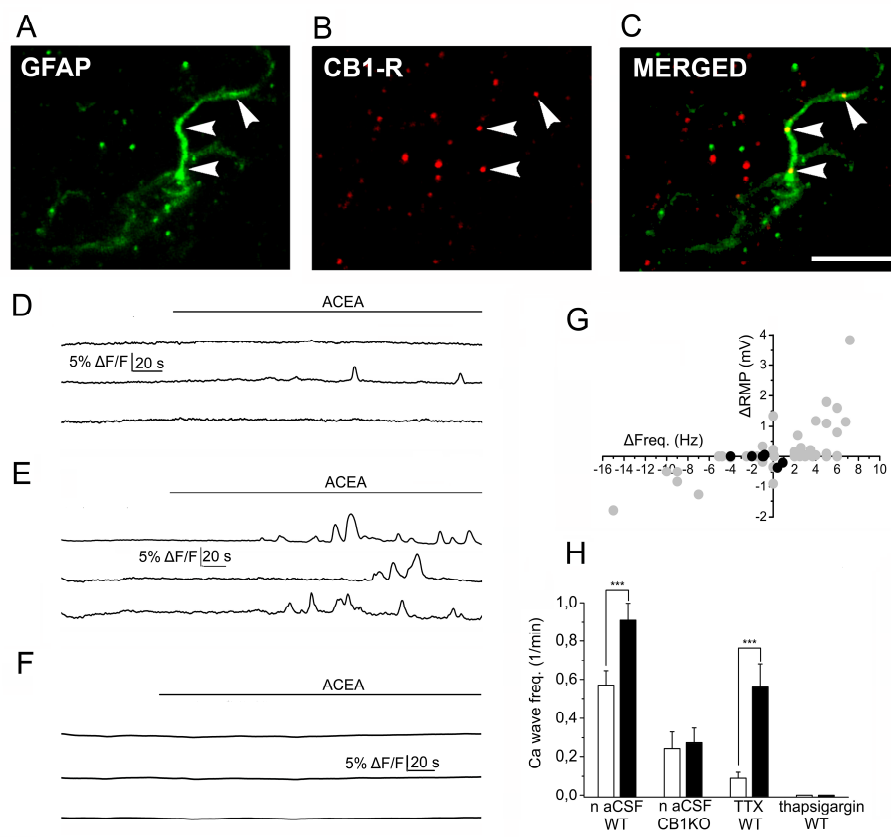 A
B
C
GFAP
CB1-R
MERGED
D
ACEA
5% ΔF/F 20 s
E
ACEA
5% ΔF/F 20 s
F
ΛCEΛ
5% ΔF/F 20 s
G
ΔRMP (mV)
ΔFreq. (Hz)
4
3
2
1
-1
-2
-16 -14 -12 -10 -8 -6 -4 -2 0 2 4 6 8 10
H
Ca wave freq. (1/min)
1,0
0,8
0,6
0,4
0,2
0,0
***
***
n aCSF
WT
n aCSF
CB1KO
TTX
WT
thapsigargin
WT